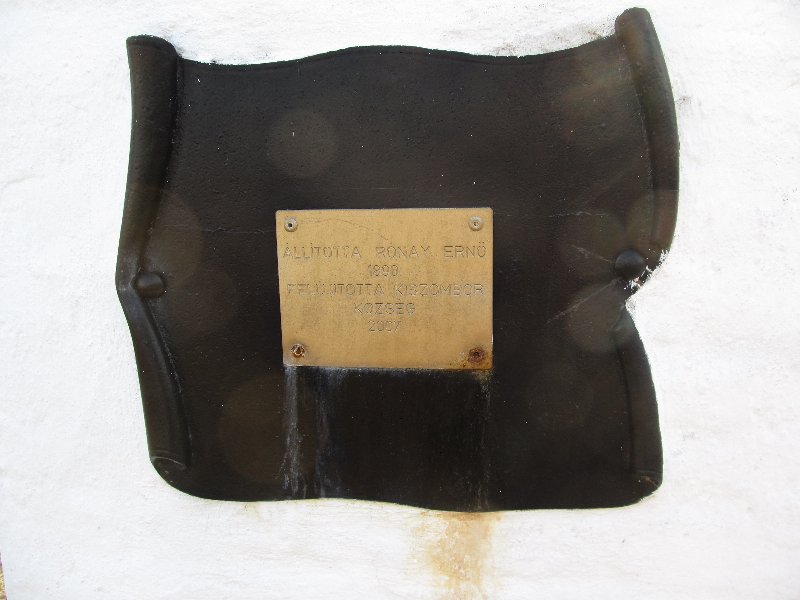 ÁLLÍTOTTA RÓNAY ERNŐ
1890
FELÚJÍTOTTA KISZOMBOR
KÖZSÉG
2007